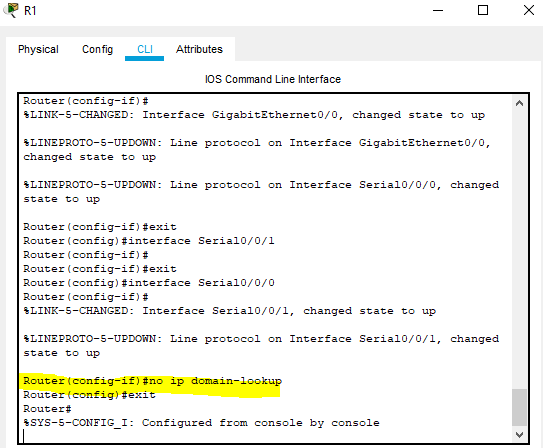 R1
Physical
Config
CLI
Attributes
IOS Command Line Interface
Router(config-if)#
%LINK-5-CHANGED: Interface GigabitEthernet0/0, changed state to up
%LINEPROTO-5-UPDOWN: Line protocol on Interface GigabitEthernet0/0,
changed state to up
%LINEPROTO-5-UPDOWN: Line protocol on Interface Serial0/0/0, changed
state to up
Router(config-if)#exit
Router(config)#interface Serial0/0/1
Router(config-if)#
Router(config-if)#exit
Router(config)#interface Serial0/0/0
Router(config-if)#
%LINK-5-CHANGED: Interface Serial0/0/1, changed state to up
%LINEPROTO-5-UPDOWN: Line protocol on Interface Serial0/0/1, changed
state to up
Router(config-if)#no ip domain-lookup
Router(config)#exit
Router#
%SYS-5-CONFIG_I: Configured from console by console